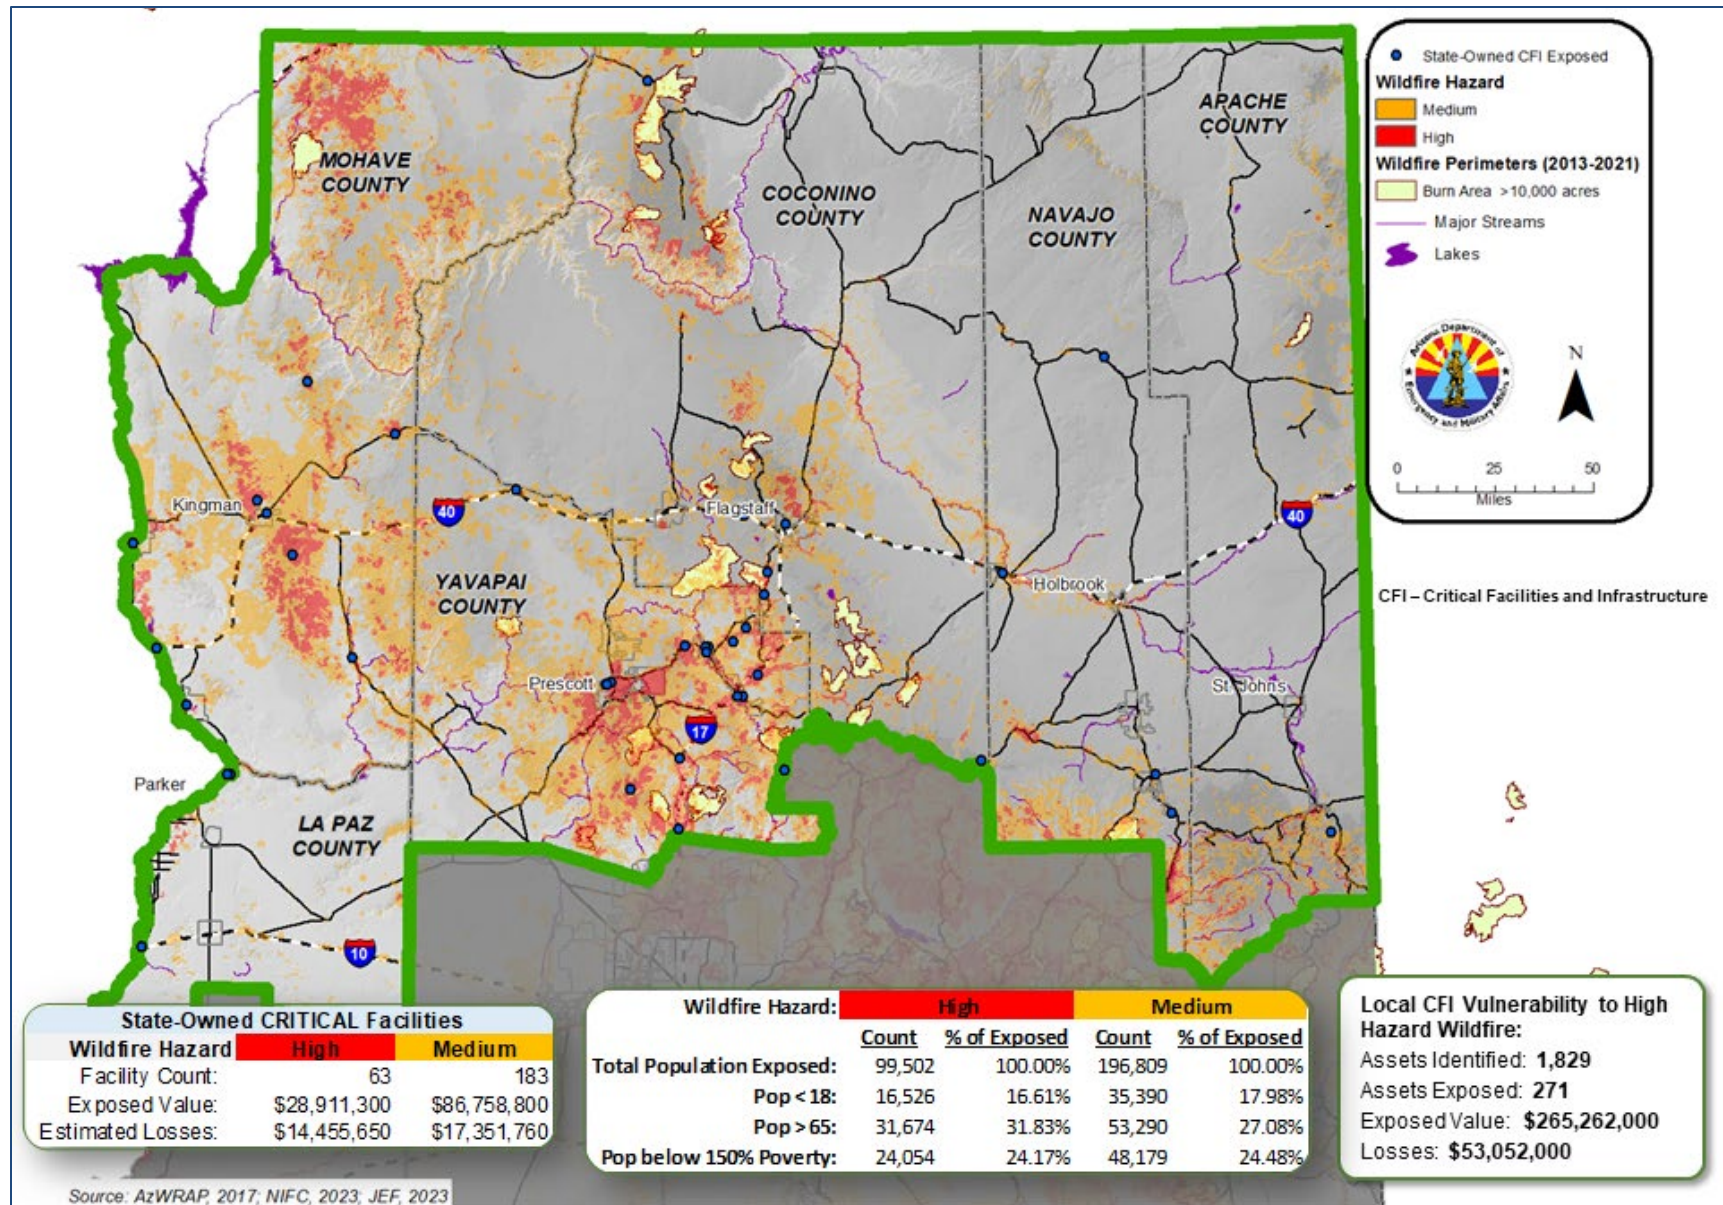 State-Owned CFI Exposed
Wildfire Hazard
Medium
High
Wildfire Perimeters (2013-2021)
Burn Area >10,000 acres
Major Streams
Lakes
Arizona Department of
Emergency and Military Affairs
N
0 25 50
Miles
CFI – Critical Facilities and Infrastructure
MOHAVE
COUNTY
COCONINO
COUNTY
NAVAJO
COUNTY
APACHE
COUNTY
Kingman
40
Flagstaff
40
YAVAPAI
COUNTY
Holbrook
Prescott
St. Johns
17
Parker
LA PAZ
COUNTY
10
State-Owned CRITICAL Facilities
Wildfire Hazard High Medium
Facility Count: 63 183
Exposed Value: $28,911,300 $86,758,800
Estimated Losses: $14,455,650 $17,351,760
Wildfire Hazard: High Medium
Count % of Exposed Count % of Exposed
Total Population Exposed: 99,502 100.00% 196,809 100.00%
Pop < 18: 16,526 16.61% 35,390 17.98%
Pop > 65: 31,674 31.83% 53,290 27.08%
Pop below 150% Poverty: 24,054 24.17% 48,179 24.48%
Local CFI Vulnerability to High
Hazard Wildfire:
Assets Identified: 1,829
Assets Exposed: 271
Exposed Value: $265,262,000
Losses: $53,052,000
Source: AzWRAP, 2017; NIFC, 2023; JEF, 2023